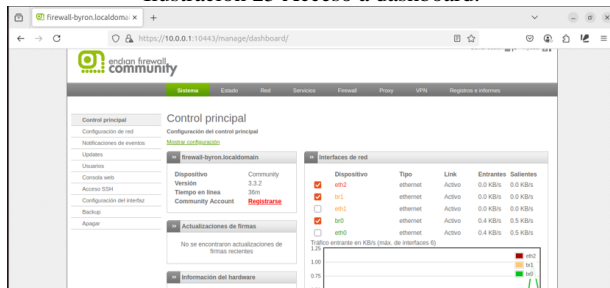 Ilustración 23 Acceso a dashboard.
firewall-byron.localdoma
https://10.0.0.1:10443/manage/dashboard/
endian firewall
community
Sistema Estado Red Servicios Firewall Proxy VPN Registros e informes
Control principal
Configuración de red
Notificaciones de eventos
Updates
Usuarios
Consola web
Acceso SSH
Configuración del interfaz
Backup
Apagar
Control principal
Configuración del control principal
Mostrar configuración
firewall-byron.localdomain
Dispositivo Community
Versión 3.3.2
Tiempo en línea 36m
Community Account Registrarse
Actualizaciones de firmas
No se encontraron actualizaciones de
firmas recientes
Información del hardware
Interfaces de red
Dispositivo Tipo Link Entrantes Salientes
eth2 ethernet Activo 0.0 KB/s 0.0 KB/s
br1 ethernet Activo 0.0 KB/s 0.0 KB/s
eth1 ethernet Activo 0.0 KB/s 0.0 KB/s
br0 ethernet Activo 0.4 KB/s 0.5 KB/s
eth0 ethernet Activo 0.4 KB/s 0.5 KB/s
Tráfico entrante en KB/s (máx. de interfaces 6)
1.25
1.00
0.75
eth2
br1
br0